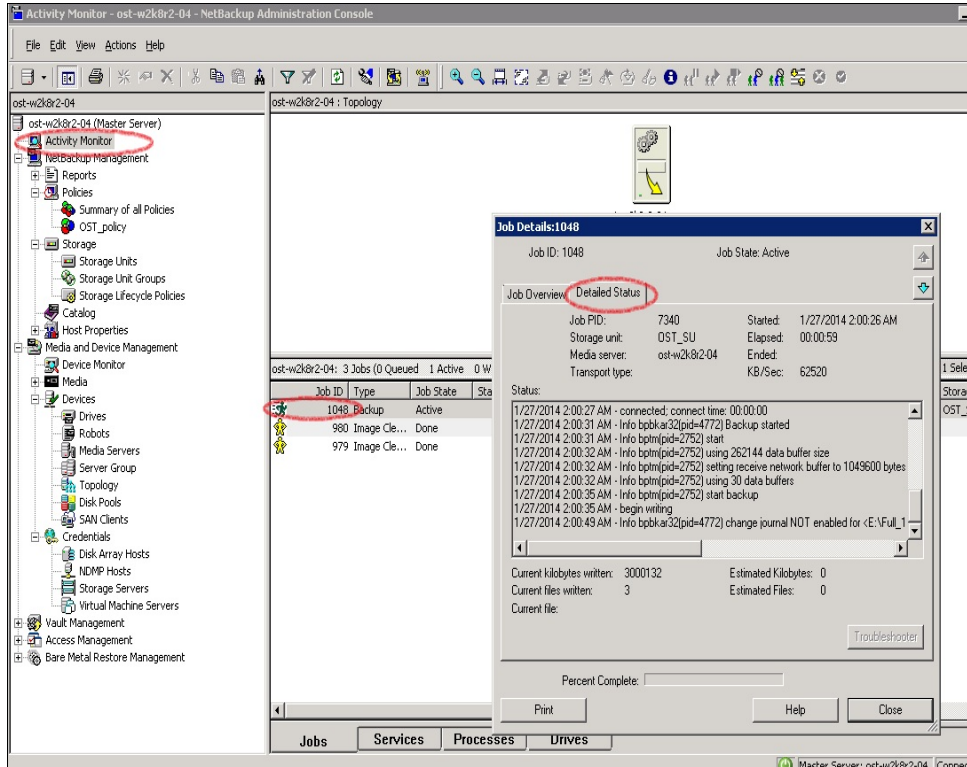 Activity Monitor - ost-w2k8r2-04 - NetBackup Administration Console
File Edit View Actions Help
ost-w2k8r2-04
ost-w2k8r2-04 : Topology
ost-w2k8r2-04 (Master Server)
Activity Monitor
NetBackup Management
Reports
Policies
Summary of all Policies
OST_policy
Storage
Storage Units
Storage Unit Groups
Storage Lifecycle Policies
Catalog
Host Properties
Media and Device Management
Device Monitor
Media
Devices
Drives
Robots
Media Servers
Server Group
Topology
Disk Pools
SAN Clients
Credentials
Disk Array Hosts
NDMP Hosts
Storage Servers
Virtual Machine Servers
Vault Management
Access Management
Bare Metal Restore Management
ost-w2k8r2-04: 3 Jobs (0 Queued 1 Active 0 W
1 Sele
Job ID Type Job State Sta
Stora
1048 Backup Active
OST_
980 Image Cle... Done
979 Image Cle... Done
Job Details:1048
Job ID: 1048 Job State: Active
Job Overview Detailed Status
Job PID: 7340 Started: 1/27/2014 2:00:26 AM
Storage unit: OST_SU Elapsed: 00:00:59
Media server: ost-w2k8r2-04 Ended:
Transport type: KB/Sec: 62520
Status:
1/27/2014 2:00:27 AM - connected; connect time: 00:00:00
1/27/2014 2:00:31 AM - Info bpbkar32(pid=4772) Backup started
1/27/2014 2:00:31 AM - Info bptm(pid=2752) start
1/27/2014 2:00:32 AM - Info bptm(pid=2752) using 262144 data buffer size
1/27/2014 2:00:32 AM - Info bptm(pid=2752) setting receive network buffer to 1049600 bytes
1/27/2014 2:00:32 AM - Info bptm(pid=2752) using 30 data buffers
1/27/2014 2:00:35 AM - Info bptm(pid=2752) start backup
1/27/2014 2:00:35 AM - begin writing
1/27/2014 2:00:49 AM - Info bpbkar32(pid=4772) change journal NOT enabled for <E:\Full_1
Current kilobytes written: 3000132 Estimated Kilobytes: 0
Current files written: 3 Estimated Files: 0
Current file:
Troubleshooter
Percent Complete:
Print Help Close
Jobs Services Processes Drives
Master Server: ost-w2k8r2-04 Connec